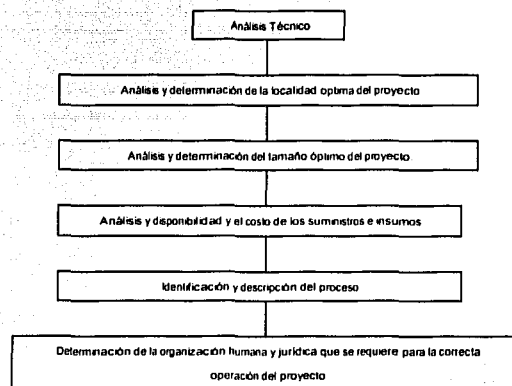 Análisis Técnico
Análisis y determinación de la localidad optima del proyecto
Análisis y determinación del tamaño óptimo del proyecto.
Análisis y disponibilidad y el costo de los suministros e insumos
Identificación y descripción del proceso
Determinación de la organización humana y jurídica que se requiere para la correcta
operación del proyecto